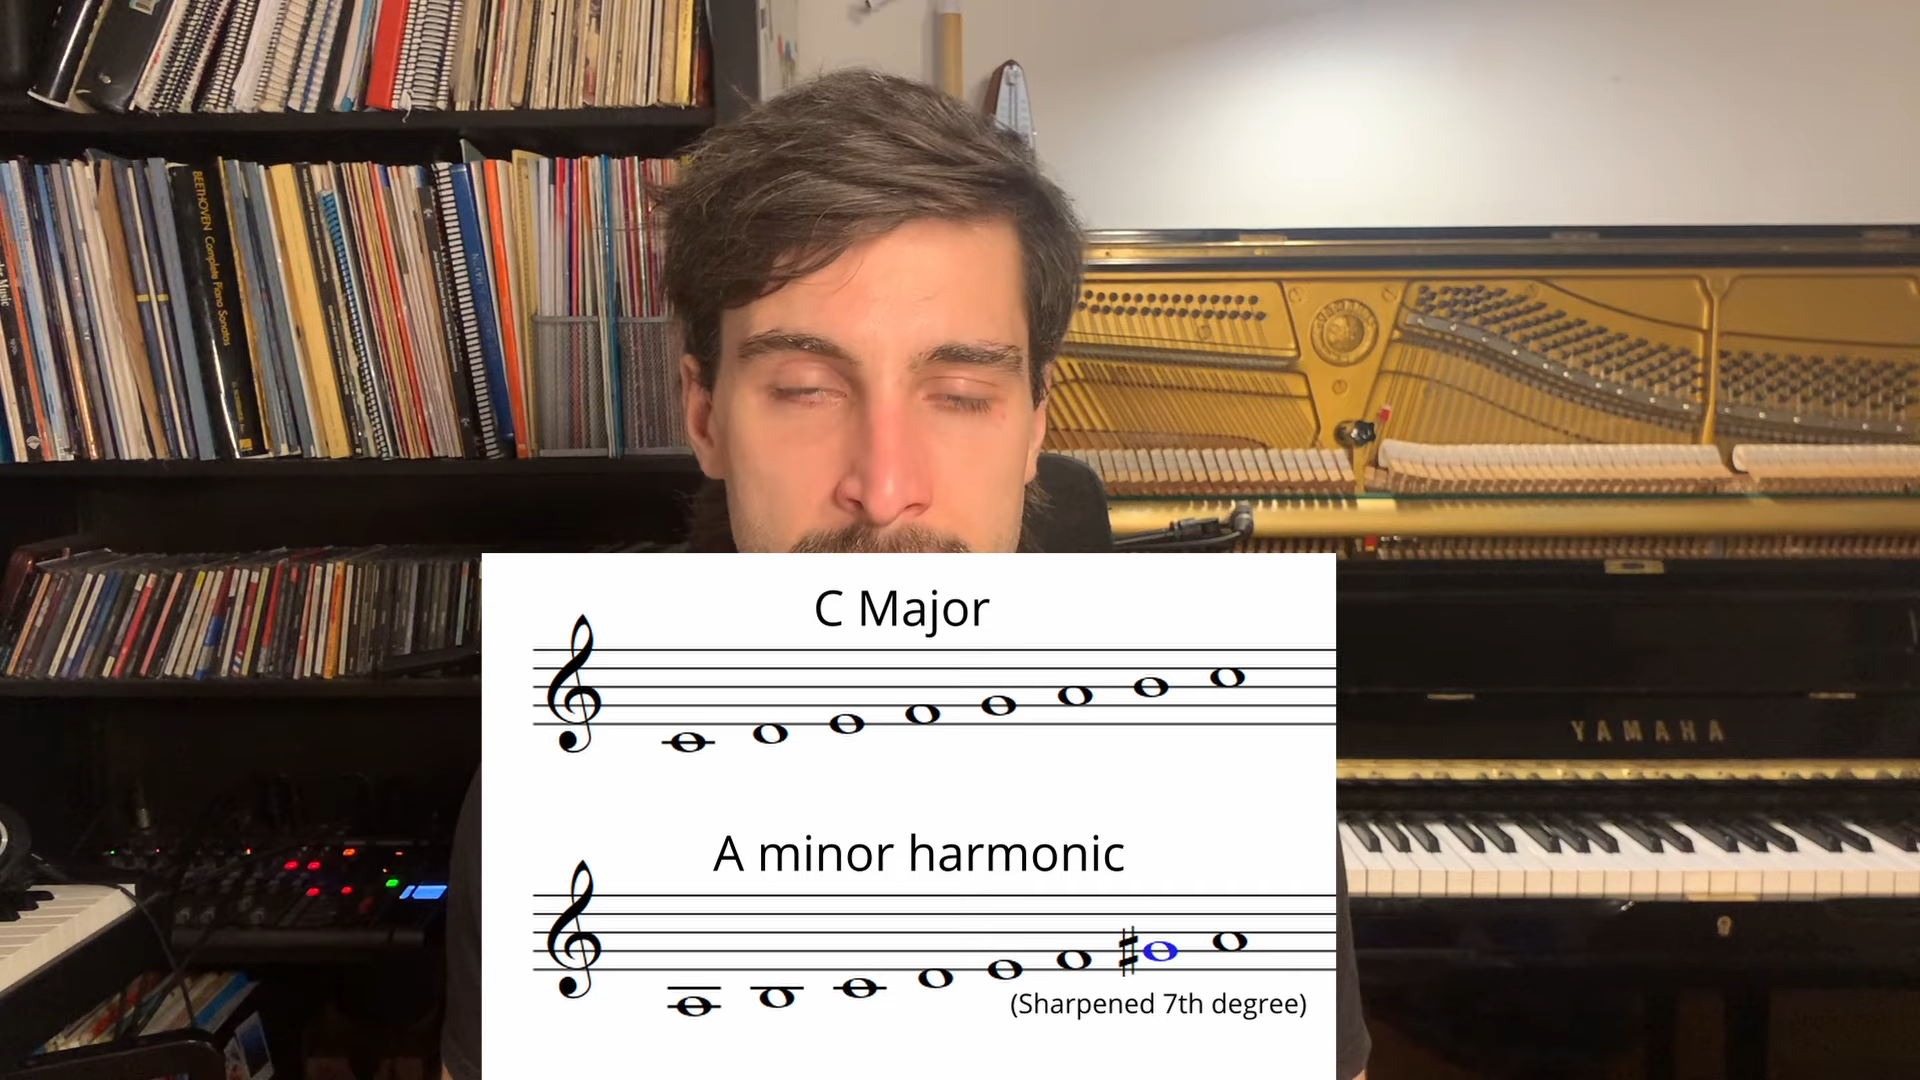 BEETHOVEN Complete Piano Sonatas
C Major
YAMAHA
A minor harmonic
(Sharpened 7th degree)